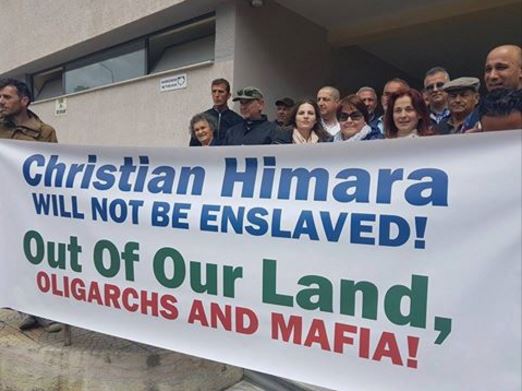 Christian Himara
WILL NOT BE ENSLAVED!
Out Of Our Land,
OLIGARCHS AND MAFIA!